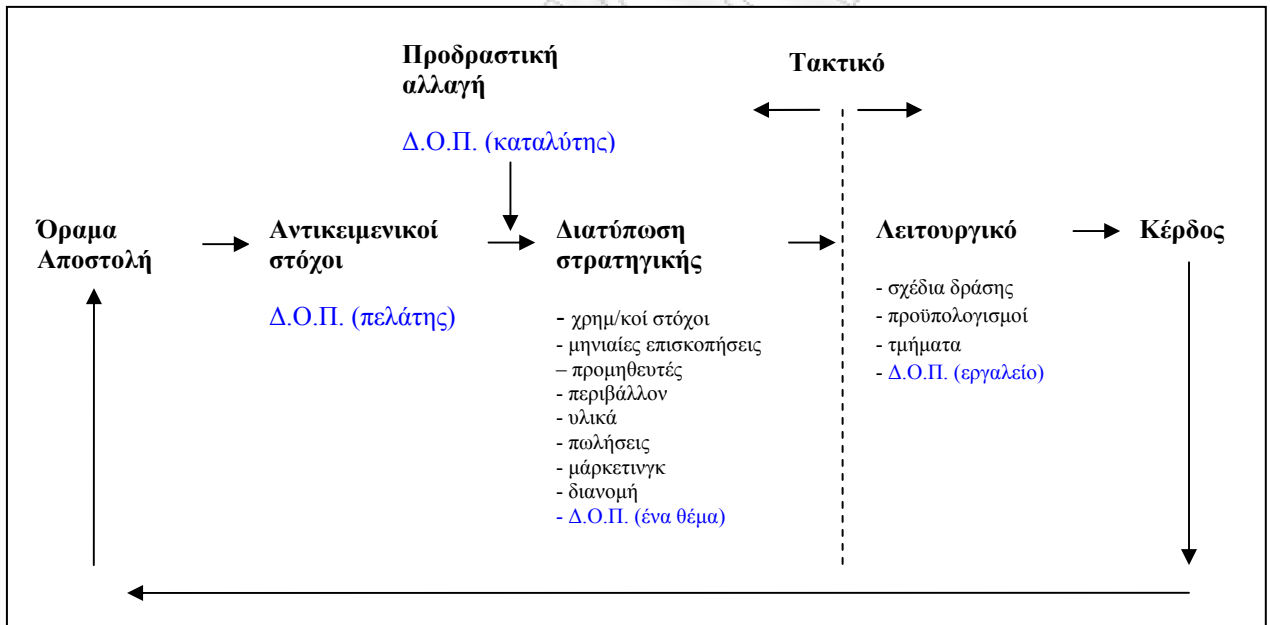 Προδραστική
αλλαγή
Δ.Ο.Π. (καταλύτης)
Τακτικό
Όραμα
Αποστολή
Αντικειμενικοί
στόχοι
Δ.Ο.Π. (πελάτης)
Διατύπωση
στρατηγικής
- χρημ/κοί στόχοι
- μηνιαίες επισκοπήσεις
– προμηθευτές
- περιβάλλον
- υλικά
- πωλήσεις
- μάρκετινγκ
- διανομή
- Δ.Ο.Π. (ένα θέμα)
Λειτουργικό
- σχέδια δράσης
- προϋπολογισμοί
- τμήματα
- Δ.Ο.Π. (εργαλείο)
Κέρδος